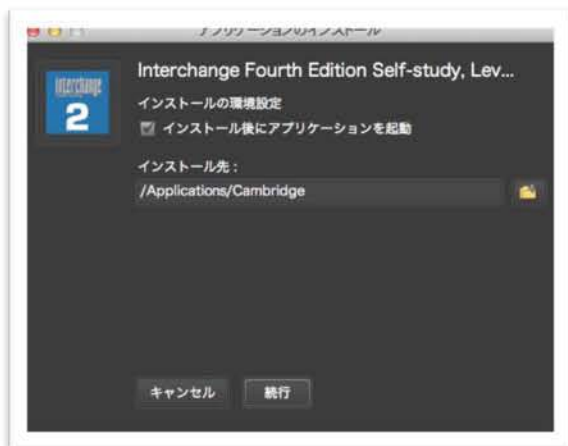 アプリケーションのインストール
interchange
2
Interchange Fourth Edition Self-study, Lev...
インストールの環境設定
インストール後にアプリケーションを起動
インストール先：
/Applications/Cambridge
キャンセル
続行